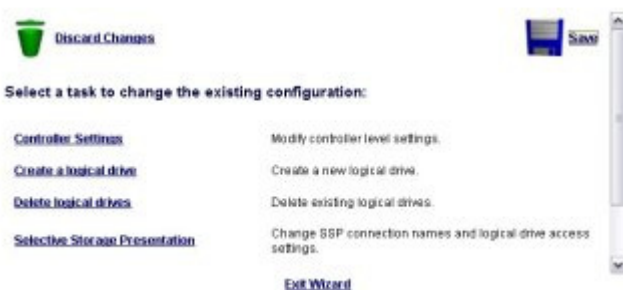 Discard Changes
Save
Select a task to change the existing configuration:
Controller Settings
Modify controller level settings.
Create a logical drive
Create a new logical drive.
Delete logical drives
Delete existing logical drives.
Selective Storage Presentation
Change SSP connection names and logical drive access
settings.
Exit Wizard